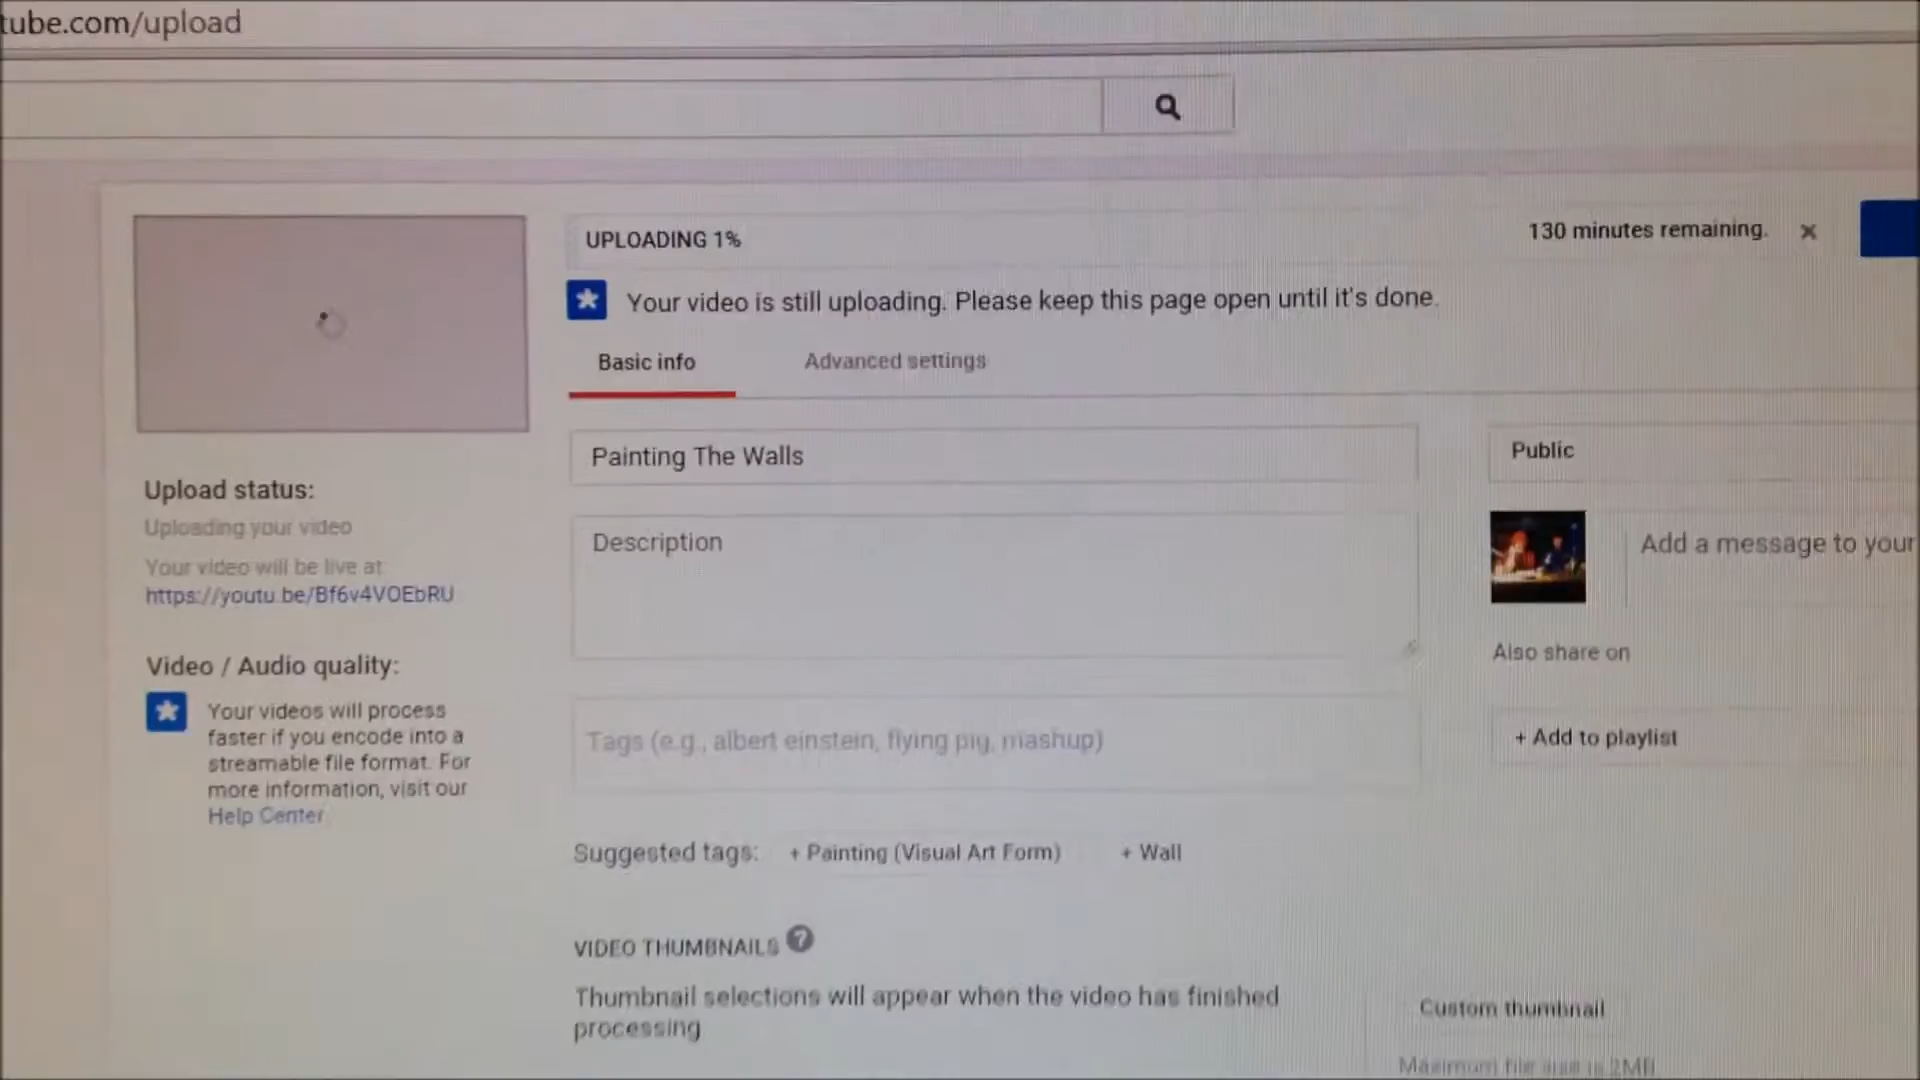 tube.com/upload
UPLOADING 1%
130 minutes remaining.
Your video is still uploading. Please keep this page open until it's done.
Basic info
Advanced settings
Painting The Walls
Public
Upload status:
Uploading your video
Your video will be live at
https://youtu.be/Bf6v4VOEbRU
Description
Add a message to your
Also share on
Video / Audio quality:
Your videos will process
faster if you encode into a
streamable file format. For
more information, visit our
Help Center
Tags (e.g., albert einstein, flying pig, mashup)
+ Add to playlist
Suggested tags:
+ Painting (Visual Art Form)
+ Wall
VIDEO THUMBNAILS ?
Thumbnail selections will appear when the video has finished
processing
Custom thumbnail
Maximum file size is 2MB